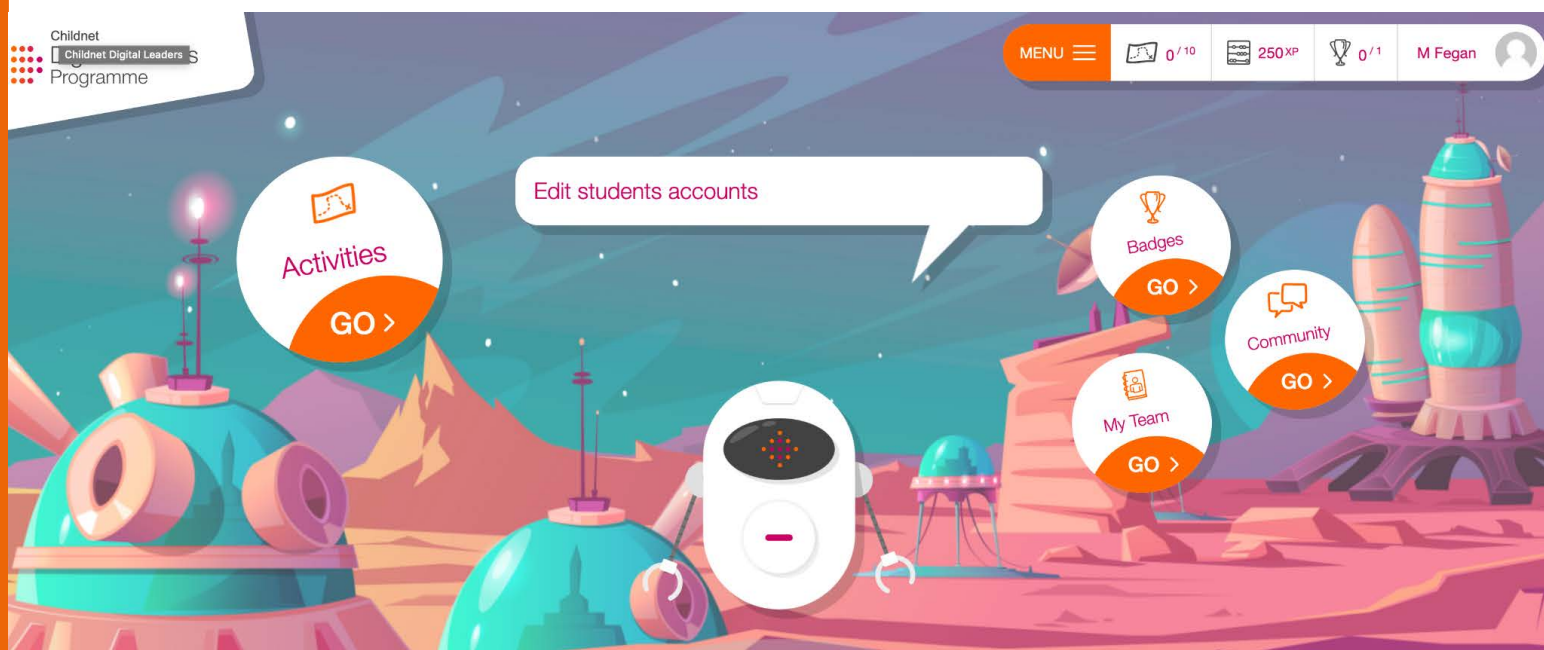 Childnet
Childnet Digital Leaders
Programme
MENU
0/10
250XP
0/1
M Fegan
Edit students accounts
Activities
GO >
Badges
GO >
Community
GO >
My Team
GO >